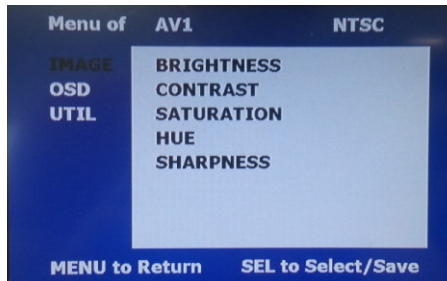 Menu of AV1 NTSC
IMAGE BRIGHTNESS
OSD CONTRAST
UTIL SATURATION
HUE
SHARPNESS
MENU to Return SEL to Select/Save